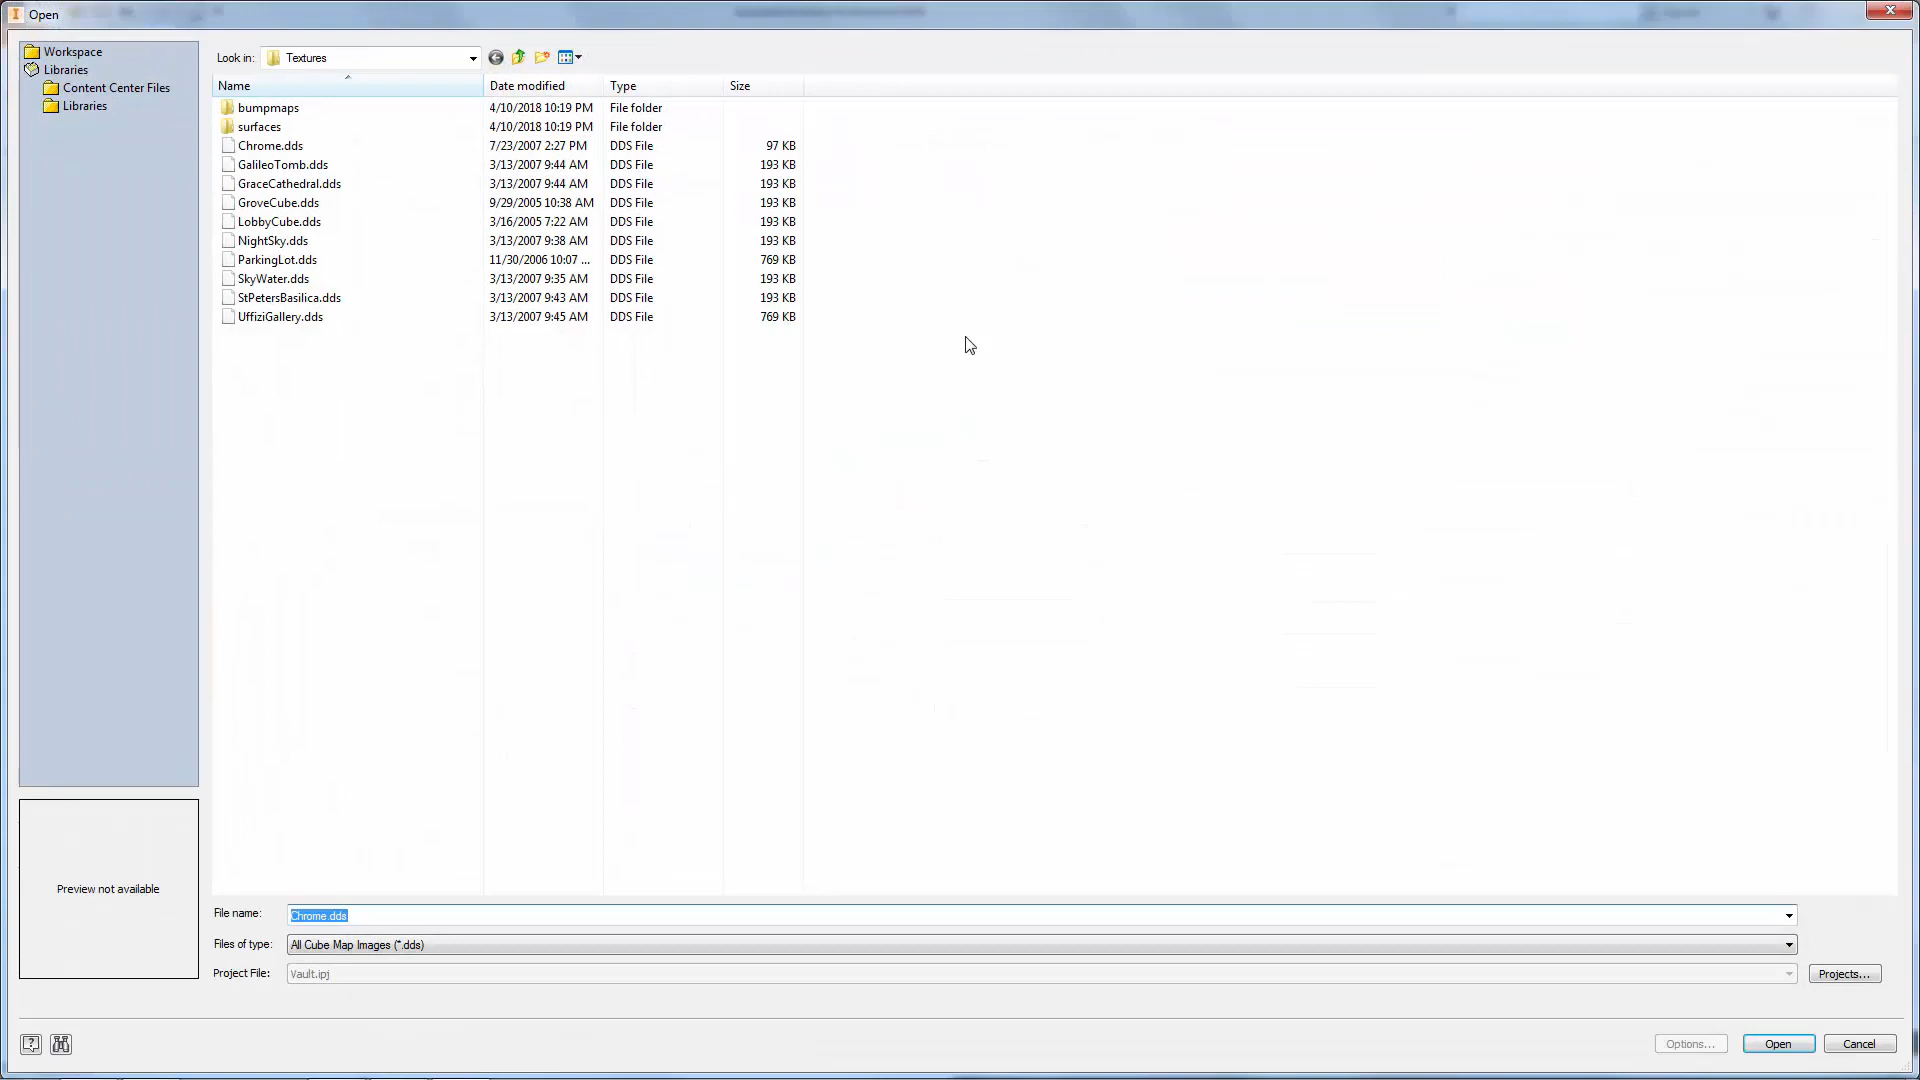 Open
Workspace
Libraries
Content Center Files
Libraries
Look in: Textures
Name Date modified Type Size
bumpmaps 4/10/2018 10:19 PM File folder
surfaces 4/10/2018 10:19 PM File folder
Chrome.dds 7/23/2007 2:27 PM DDS File 97 KB
GalileoTomb.dds 3/13/2007 9:44 AM DDS File 193 KB
GraceCathedral.dds 3/13/2007 9:44 AM DDS File 193 KB
GroveCube.dds 9/29/2005 10:38 AM DDS File 193 KB
LobbyCube.dds 3/16/2005 7:22 AM DDS File 193 KB
NightSky.dds 3/13/2007 9:38 AM DDS File 193 KB
ParkingLot.dds 11/30/2006 10:07 ... DDS File 769 KB
SkyWater.dds 3/13/2007 9:35 AM DDS File 193 KB
StPetersBasilica.dds 3/13/2007 9:43 AM DDS File 193 KB
UffiziGallery.dds 3/13/2007 9:45 AM DDS File 769 KB
Preview not available
File name: Chrome.dds
Files of type: All Cube Map Images (*.dds)
Project File: Vault.ipj Projects...
Options... Open Cancel